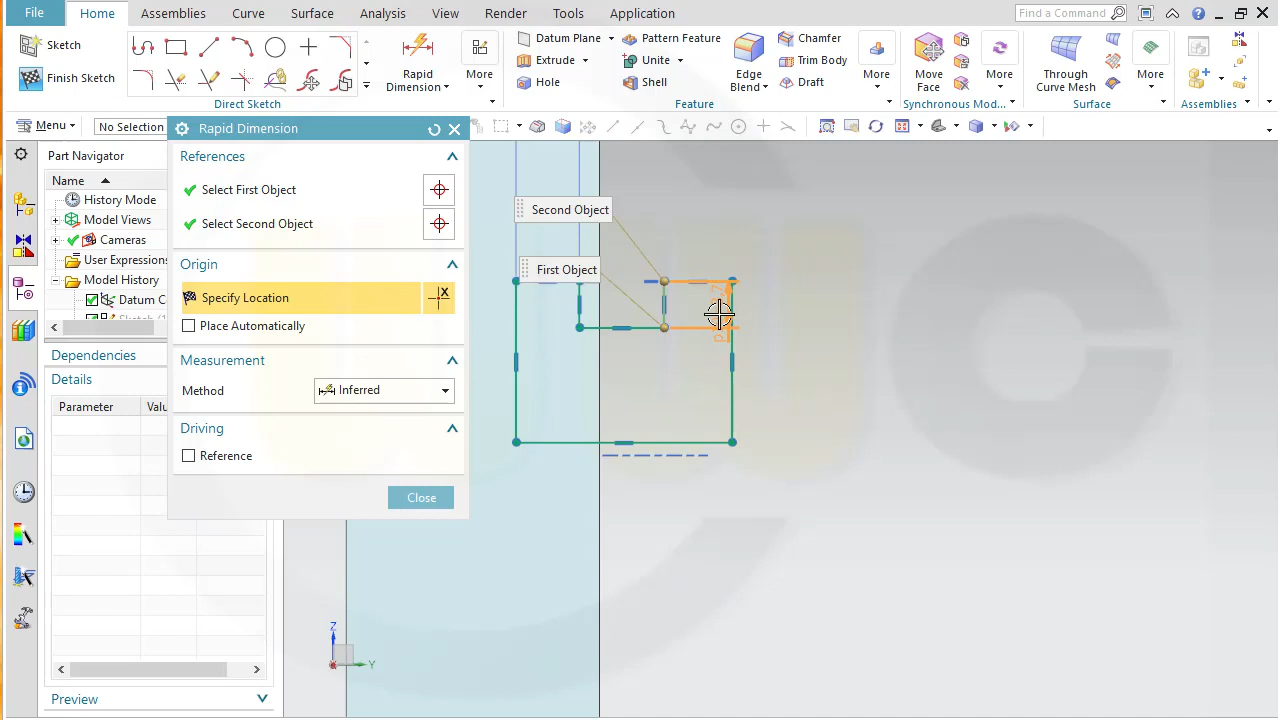 File Home Assemblies Curve Surface Analysis View Render Tools Application Find a Command
Sketch
Finish Sketch
Rapid Dimension
More
Direct Sketch
Datum Plane
Extrude
Hole
Pattern Feature
Unite
Shell
Edge Blend
Chamfer
Trim Body
Draft
More
Feature
Move Face
More
Synchronous Mod...
Through Curve Mesh
More
Surface
Assemblies
Menu
No Selection
Part Navigator
Name
History Mode
Model Views
Cameras
User Expressions
Model History
Datum C
Dependencies
Details
Parameter Valu
Preview
Rapid Dimension
References
Select First Object
Select Second Object
Origin
Specify Location
Place Automatically
Measurement
Method Inferred
Driving
Reference
Close
Second Object
First Object
Z
Y
X